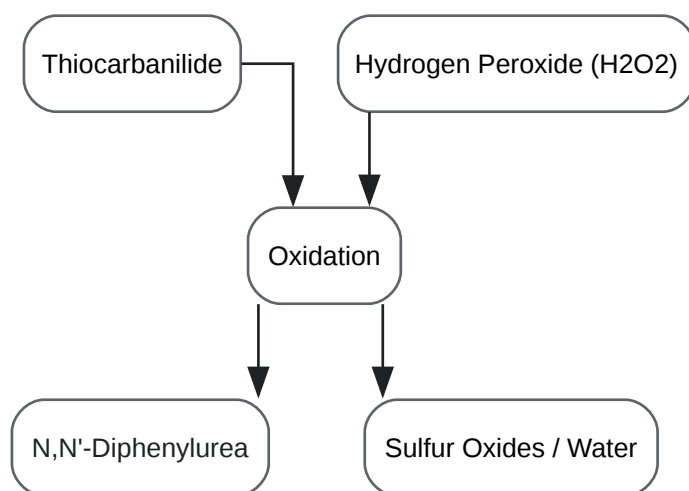 Thiocarbanilide
Hydrogen Peroxide (H2O2)
Oxidation
N,N'-Diphenylurea
Sulfur Oxides / Water